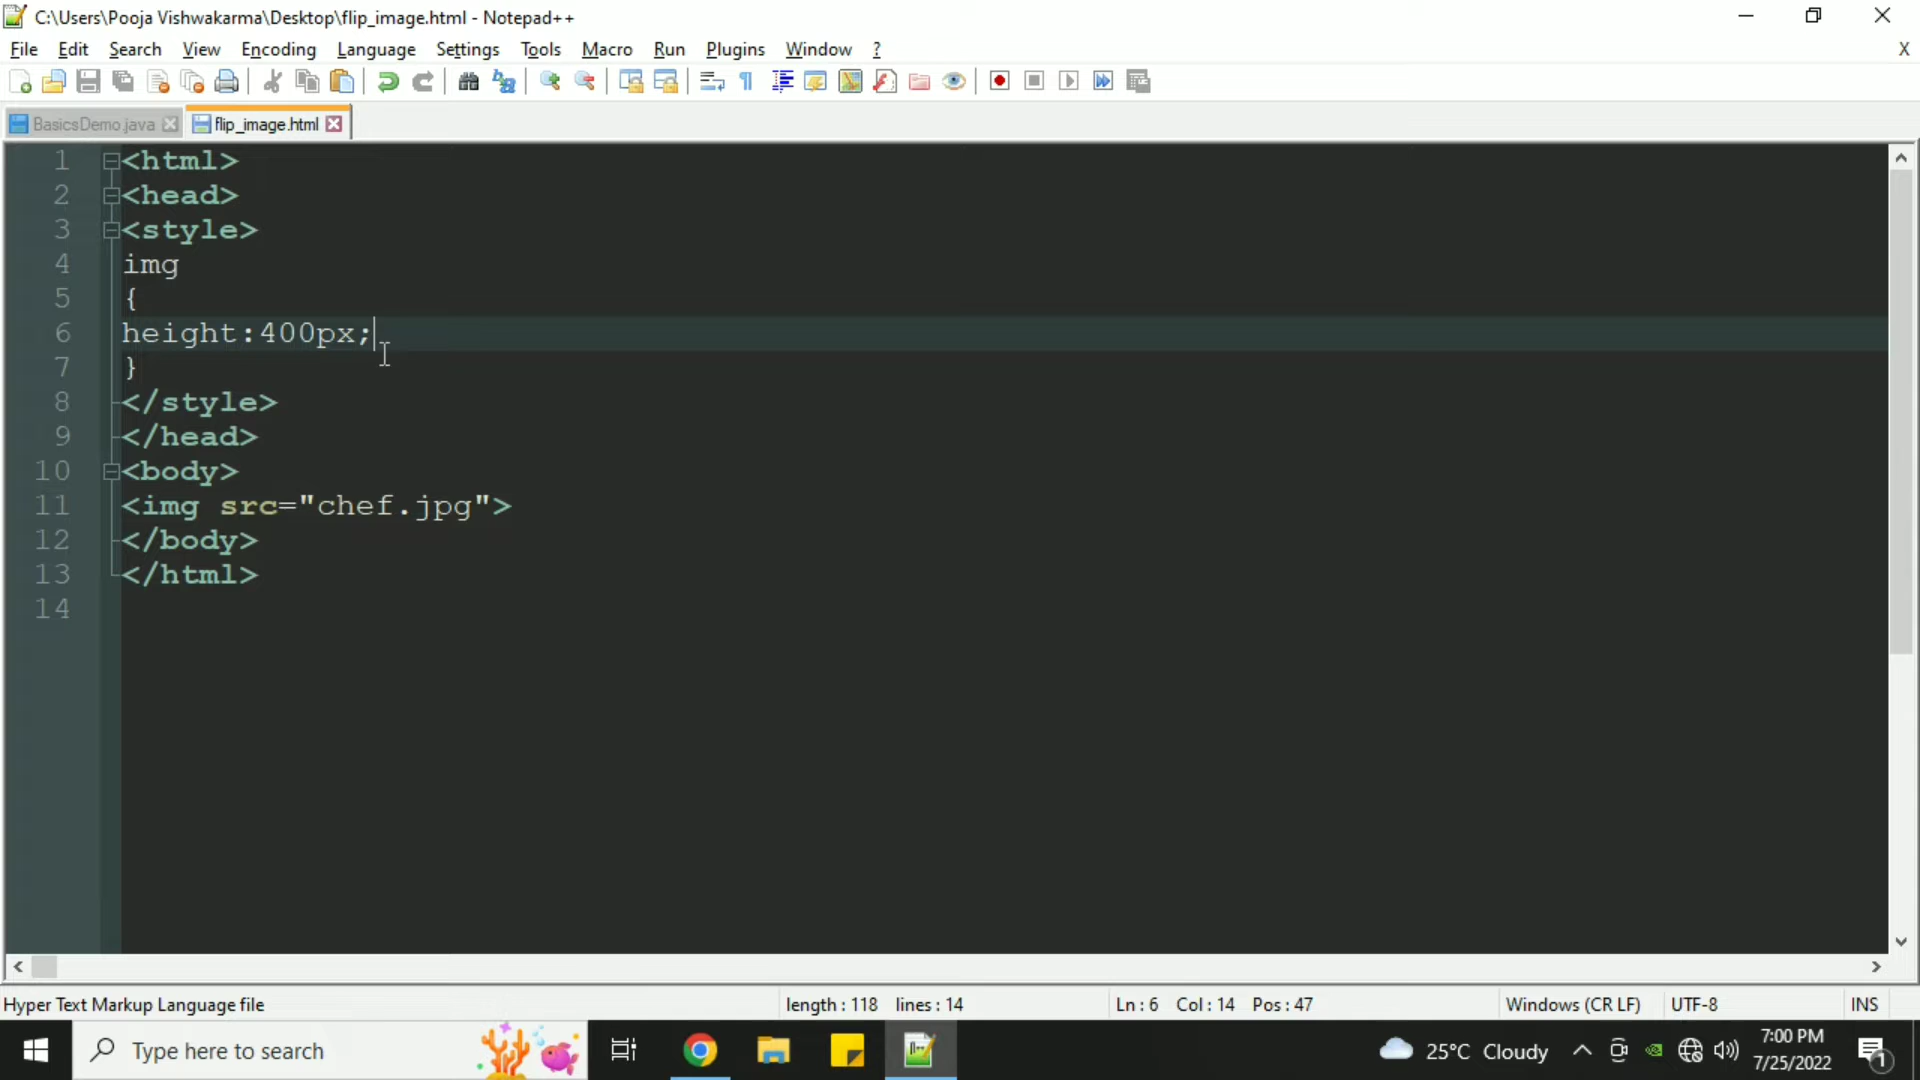 C:\Users\Pooja Vishwakarma\Desktop\flip_image.html - Notepad++
File Edit Search View Encoding Language Settings Tools Macro Run Plugins Window ? X
BasicsDemo.java flip_image.html
1 <html>
2 <head>
3 <style>
4 img
5 {
6 height:400px;
7 }
8 </style>
9 </head>
10 <body>
11 <img src="chef.jpg">
12 </body>
13 </html>
14
Hyper Text Markup Language file length : 118 lines : 14 Ln : 6 Col : 14 Pos : 47 Windows (CR LF) UTF-8 INS
Type here to search 25°C Cloudy 7:00 PM
7/25/2022 1